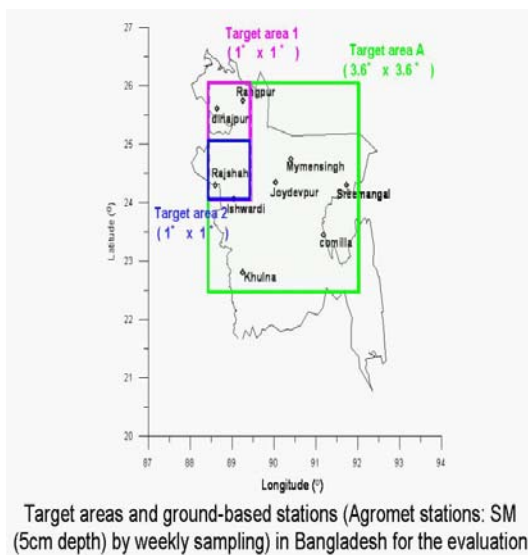 Target area 1
(1° x 1°)
Target area A
(3.6° x 3.6°)
27
26
25
24
23
22
21
20
Latitude (º)
Rangpur
dinajpur
Rajshah
Mymensingh
Joydevpur
Sreemangal
ishwardi
Target area 2
(1° x 1°)
comilla
Khulna
87
88
89
90
91
92
93
94
Longitude (º)
Target areas and ground-based stations (Agromet stations: SM
(5cm depth) by weekly sampling) in Bangladesh for the evaluation